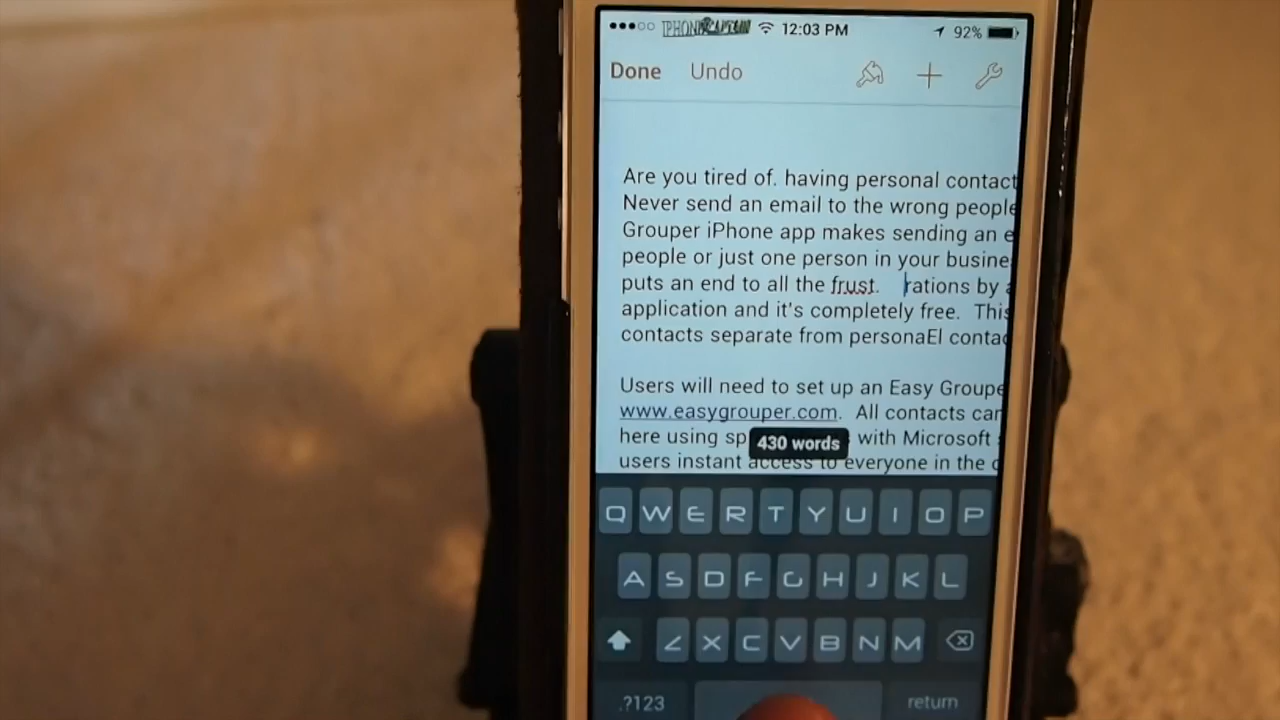 12:03 PM 92%
Done Undo
Are you tired of. having personal contact
Never send an email to the wrong people
Grouper iPhone app makes sending an e
people or just one person in your busine
puts an end to all the frust. rations by a
application and it's completely free. This
contacts separate from personaEl contac
Users will need to set up an Easy Groupe
www.easygrouper.com. All contacts can
here using sp with Microsoft
430 words
users instant access to everyone in the c
Q W E R T Y U I O P
A S D F G H J K L
Z X C V B N M
.?123 return